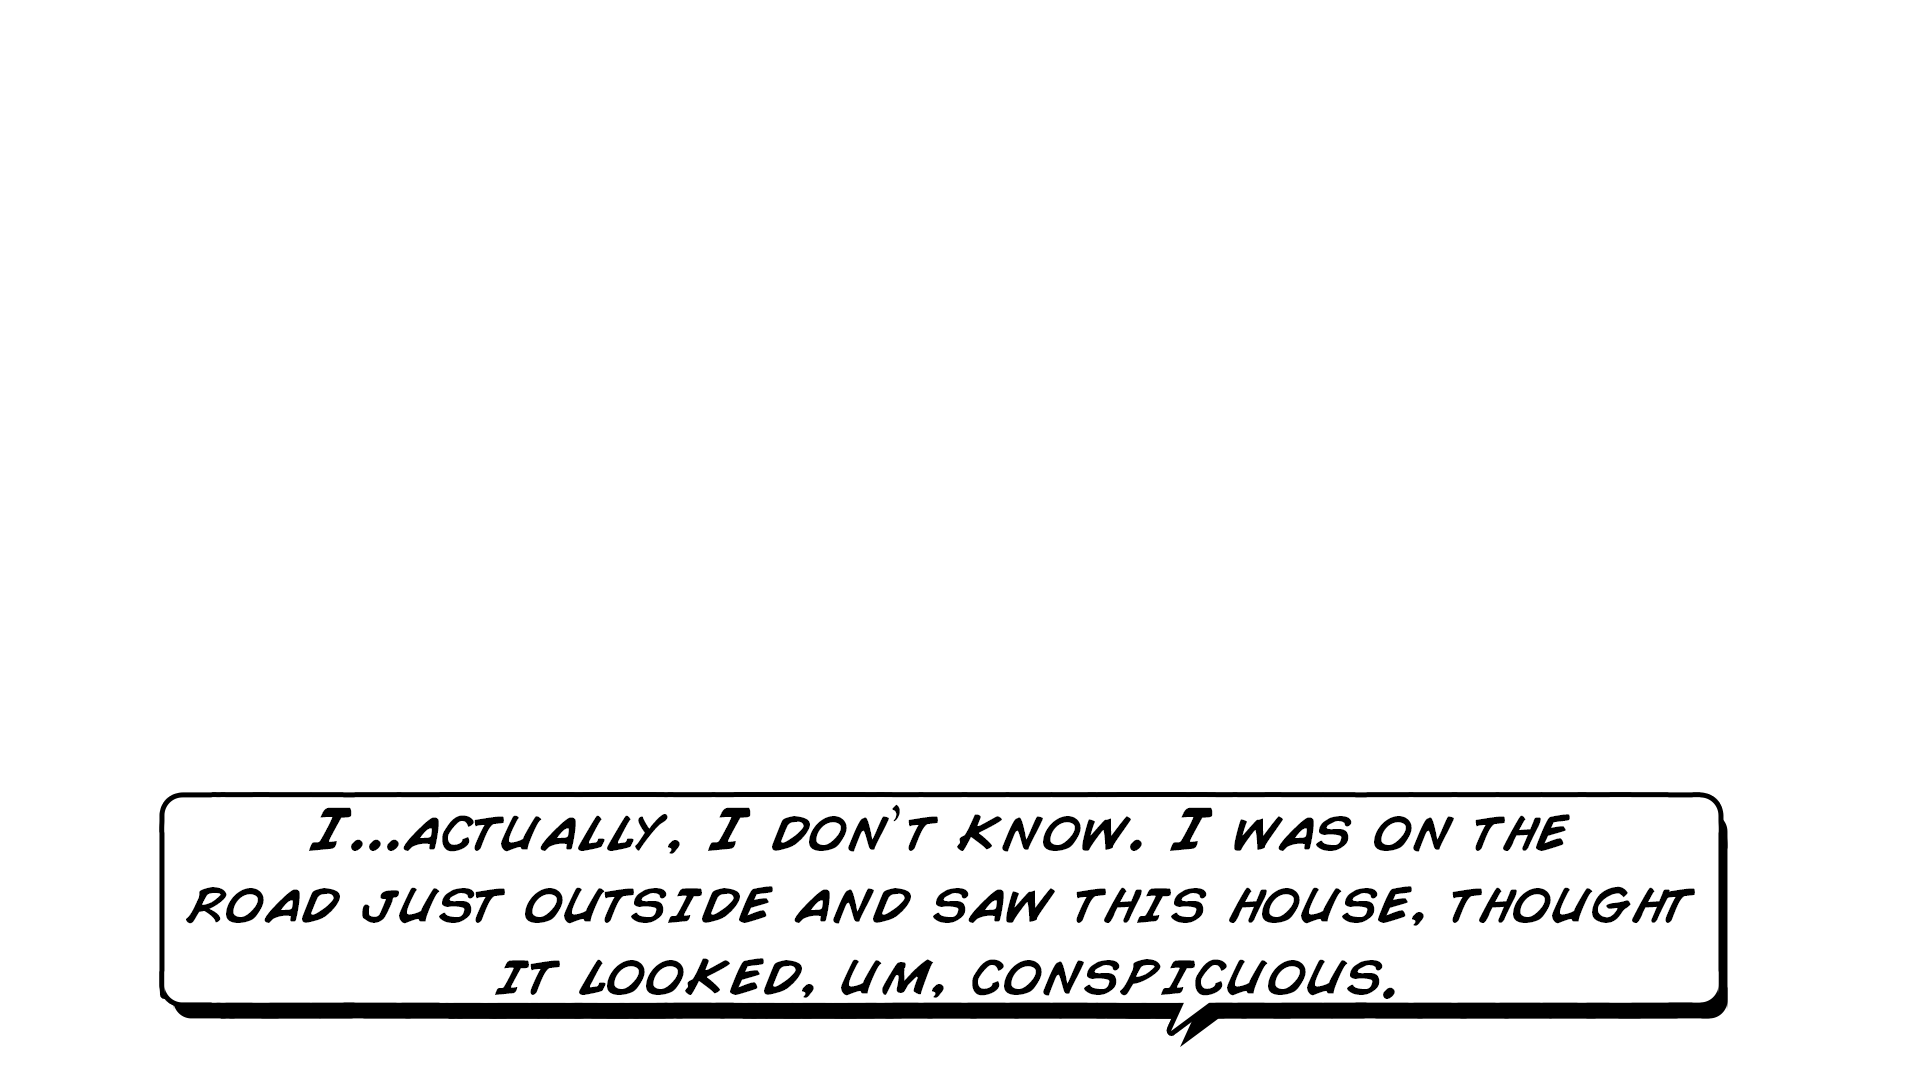 I...ACTUALLY, I DON'T KNOW. I WAS ON THE
ROAD JUST OUTSIDE AND SAW THIS HOUSE, THOUGHT
IT LOOKED, UM, CONSPICUOUS.